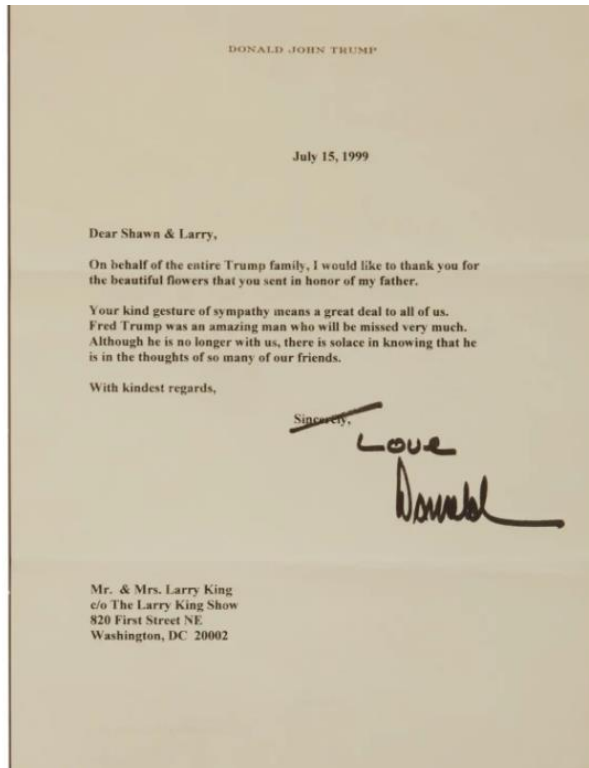 DONALD JOHN TRUMP
July 15, 1999
Dear Shawn & Larry,
On behalf of the entire Trump family, I would like to thank you for
the beautiful flowers that you sent in honor of my father.
Your kind gesture of sympathy means a great deal to all of us.
Fred Trump was an amazing man who will be missed very much.
Although he is no longer with us, there is solace in knowing that he
is in the thoughts of so many of our friends.
With kindest regards,
Sincerely,
Love
Donald
Mr. & Mrs. Larry King
c/o The Larry King Show
820 First Street NE
Washington, DC 20002